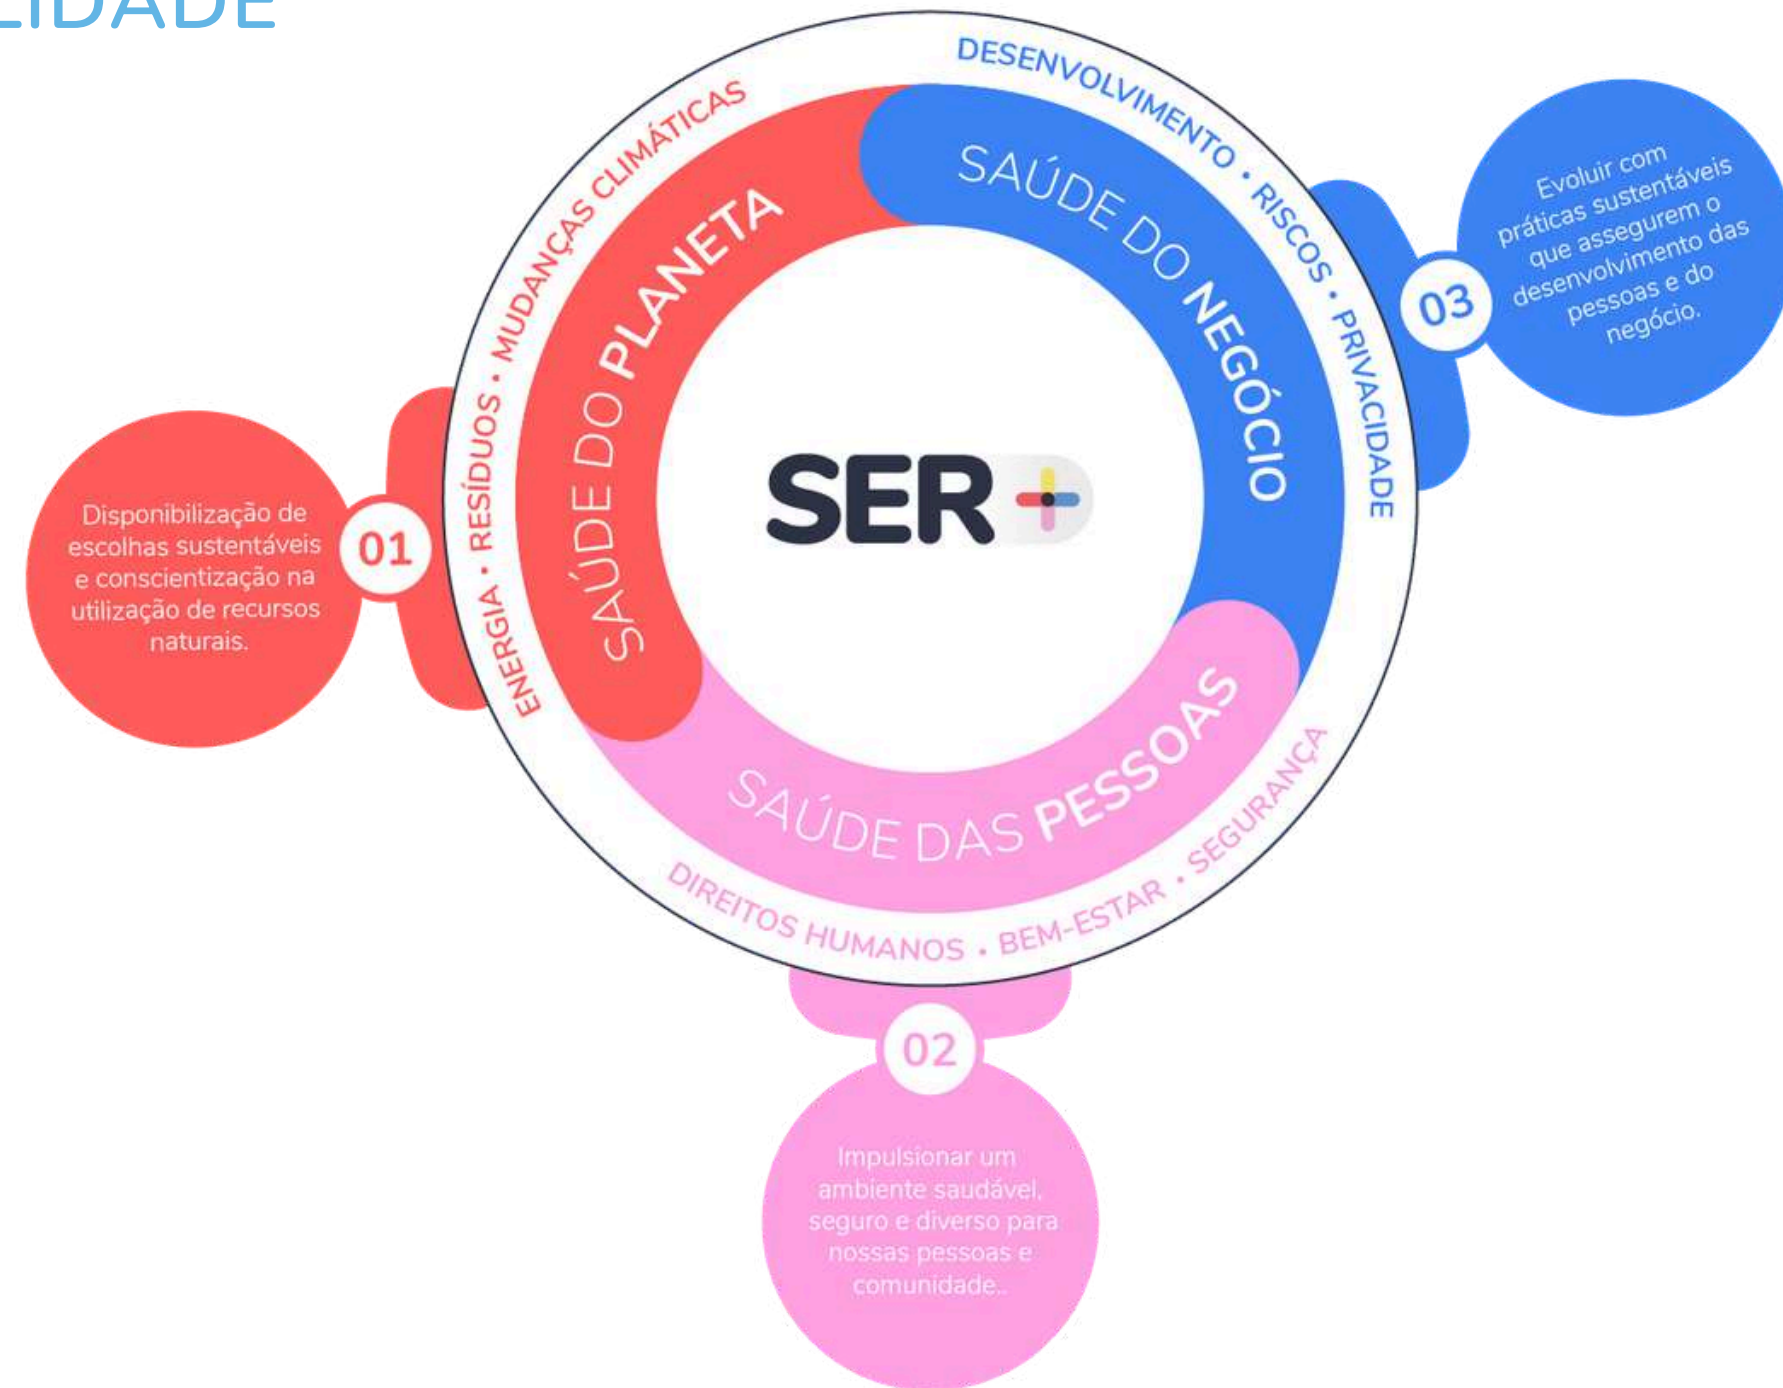 LIDADE
ENERGIA • RESÍDUOS • MUDANÇAS CLIMÁTICAS
SAÚDE DO PLANETA
DESENVOLVIMENTO • RISCOS • PRIVACIDADE
SAÚDE DO NEGÓCIO
SER
03
Evoluir com
práticas sustentáveis
que assegurem o
desenvolvimento das
pessoas e do
negócio.
01
Disponibilização de
escolhas sustentáveis
e conscientização na
utilização de recursos
naturais.
SAÚDE DAS PESSOAS
DIREITOS HUMANOS • BEM-ESTAR • SEGURANÇA
02
Impulsionar um
ambiente saudável,
seguro e diverso para
nossas pessoas e
comunidade..